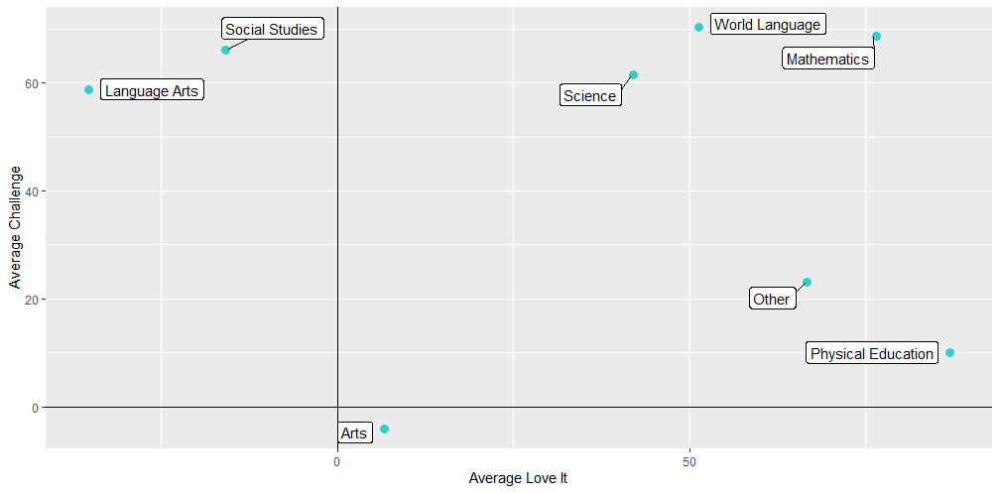 Social Studies
World Language
Mathematics
Language Arts
Science
Other
Physical Education
Arts
Average Challenge
60
40
20
0
0
50
Average Love It